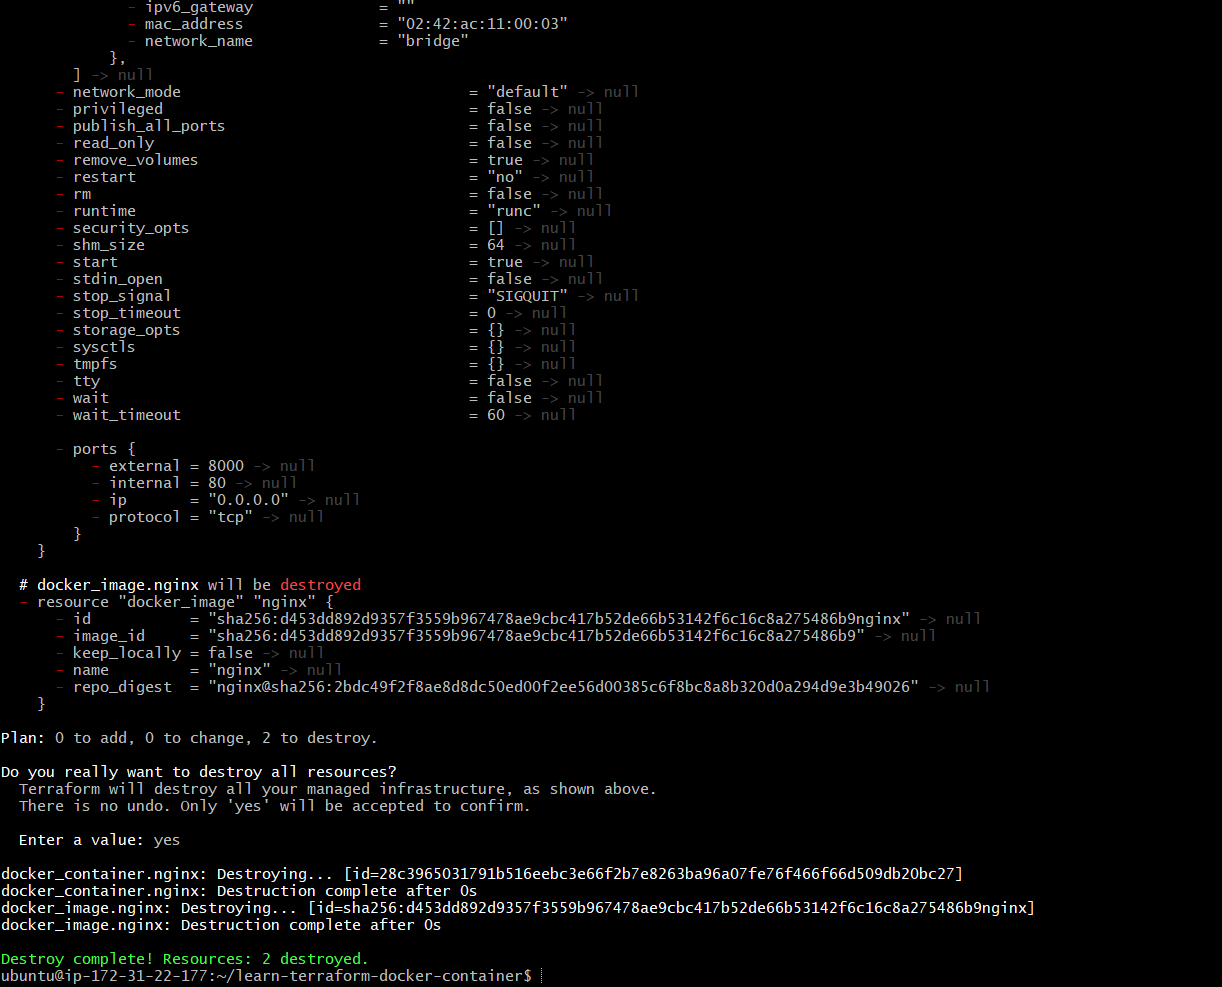 - ipv6_gateway = ""
- mac_address = "02:42:ac:11:00:03"
- network_name = "bridge"
},
] -> null
- network_mode = "default" -> null
- privileged = false -> null
- publish_all_ports = false -> null
- read_only = false -> null
- remove_volumes = true -> null
- restart = "no" -> null
- rm = false -> null
- runtime = "runc" -> null
- security_opts = [] -> null
- shm_size = 64 -> null
- start = true -> null
- stdin_open = false -> null
- stop_signal = "SIGQUIT" -> null
- stop_timeout = 0 -> null
- storage_opts = {} -> null
- sysctls = {} -> null
- tmpfs = {} -> null
- tty = false -> null
- wait = false -> null
- wait_timeout = 60 -> null
- ports {
- external = 8000 -> null
- internal = 80 -> null
- ip = "0.0.0.0" -> null
- protocol = "tcp" -> null
}
}
# docker_image.nginx will be destroyed
- resource "docker_image" "nginx" {
- id = "sha256:d453dd892d9357f3559b967478ae9cbc417b52de66b53142f6c16c8a275486b9nginx" -> null
- image_id = "sha256:d453dd892d9357f3559b967478ae9cbc417b52de66b53142f6c16c8a275486b9" -> null
- keep_locally = false -> null
- name = "nginx" -> null
- repo_digest = "nginx@sha256:2bdc49f2f8ae8d8dc50ed00f2ee56d00385c6f8bc8a8b320d0a294d9e3b49026" -> null
}
Plan: 0 to add, 0 to change, 2 to destroy.
Do you really want to destroy all resources?
Terraform will destroy all your managed infrastructure, as shown above.
There is no undo. Only 'yes' will be accepted to confirm.
Enter a value: yes
docker_container.nginx: Destroying... [id=28c3965031791b516eebc3e66f2b7e8263ba96a07fe76f466f66d509db20bc27]
docker_container.nginx: Destruction complete after 0s
docker_image.nginx: Destroying... [id=sha256:d453dd892d9357f3559b967478ae9cbc417b52de66b53142f6c16c8a275486b9nginx]
docker_image.nginx: Destruction complete after 0s
Destroy complete! Resources: 2 destroyed.
ubuntu@ip-172-31-22-177:~/learn-terraform-docker-container$